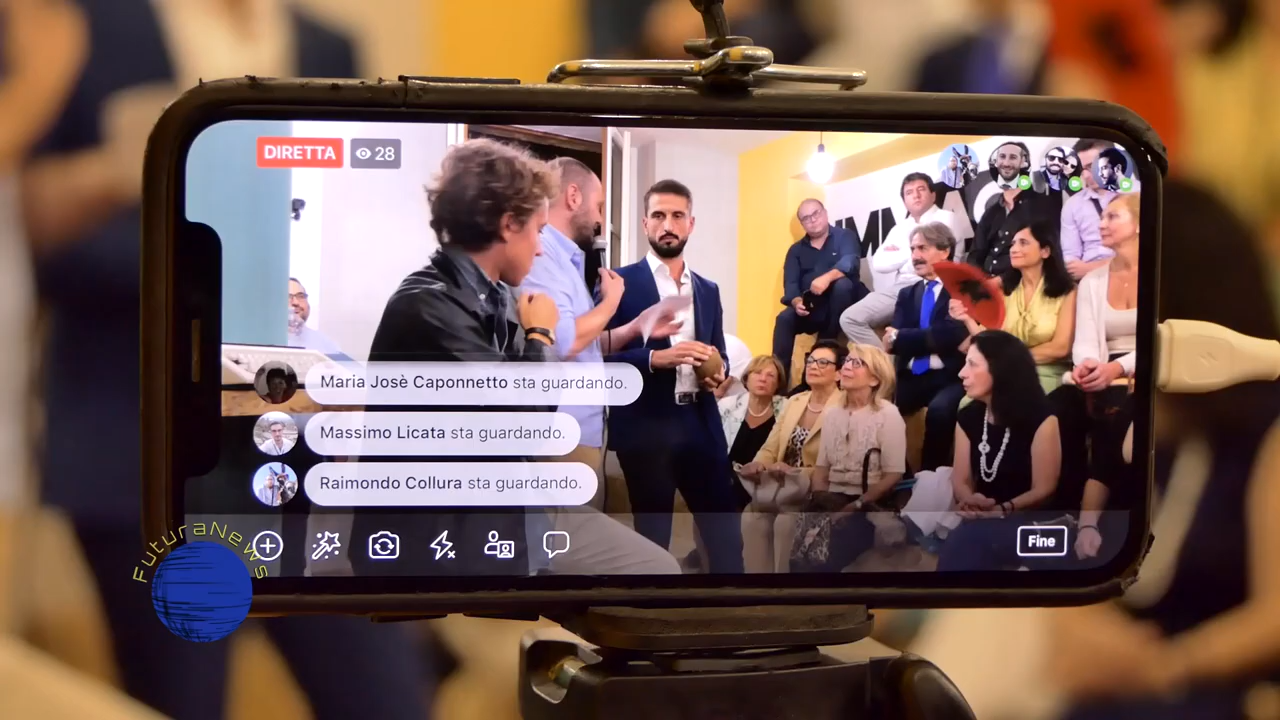 DIRETTA 28
Maria Josè Caponnetto sta guardando.
Massimo Licata sta guardando.
Raimondo Collura sta guardando.
Fine
FuturaNews